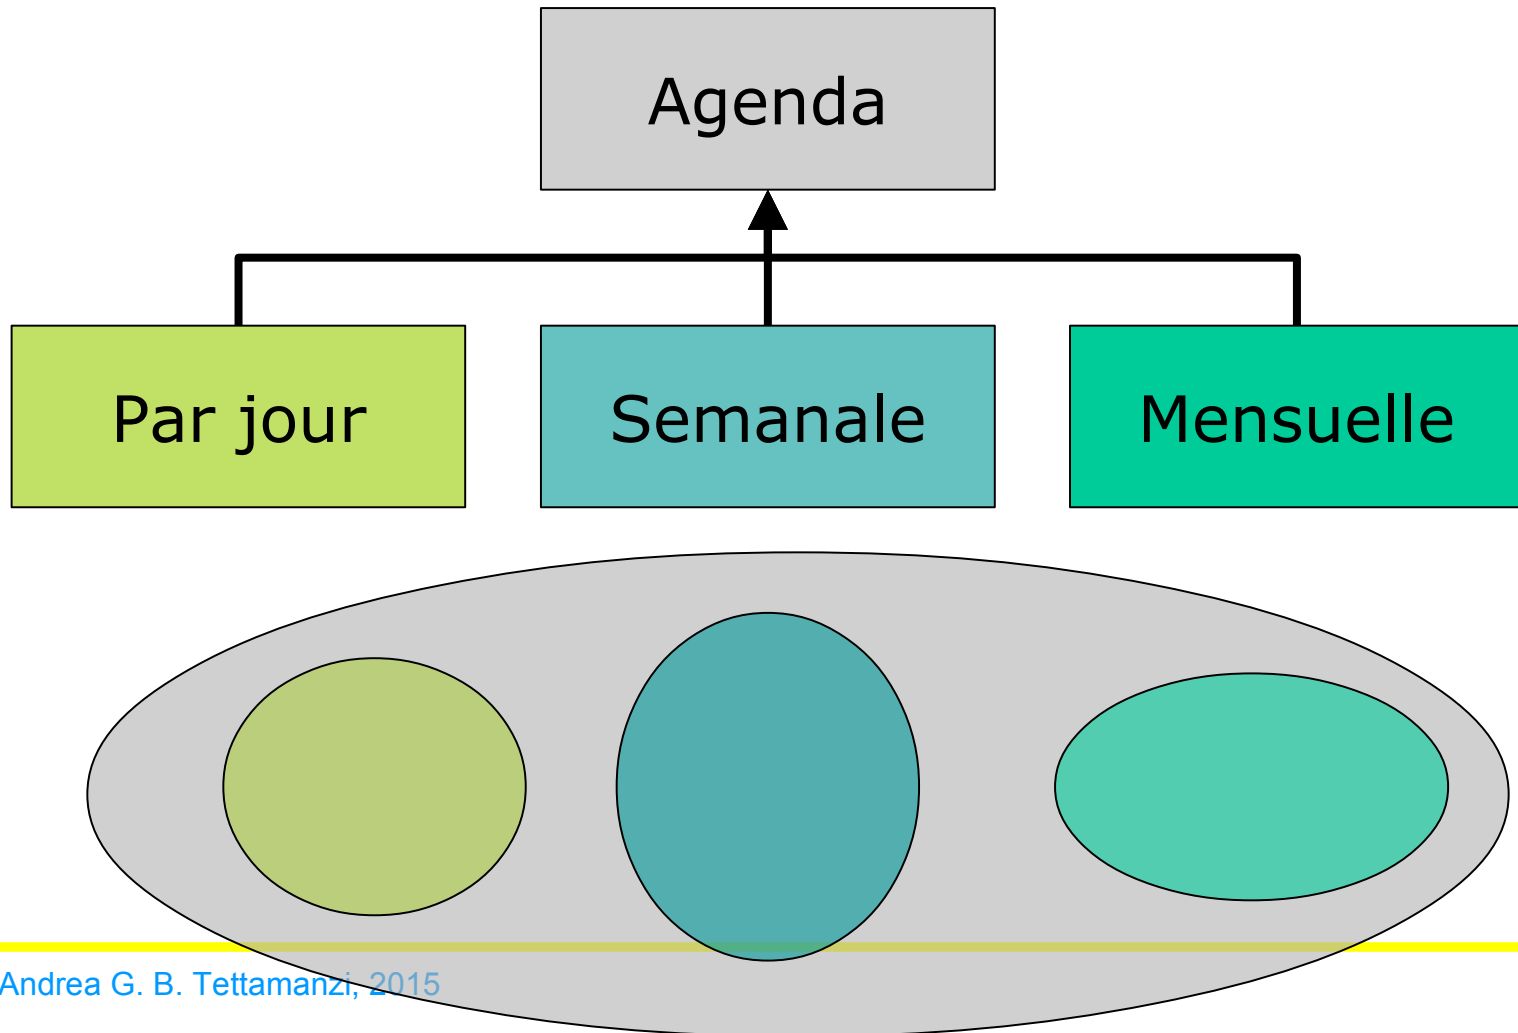 Agenda
Par jour
Semanale
Mensuelle
Andrea G. B. Tettamanzi, 2015